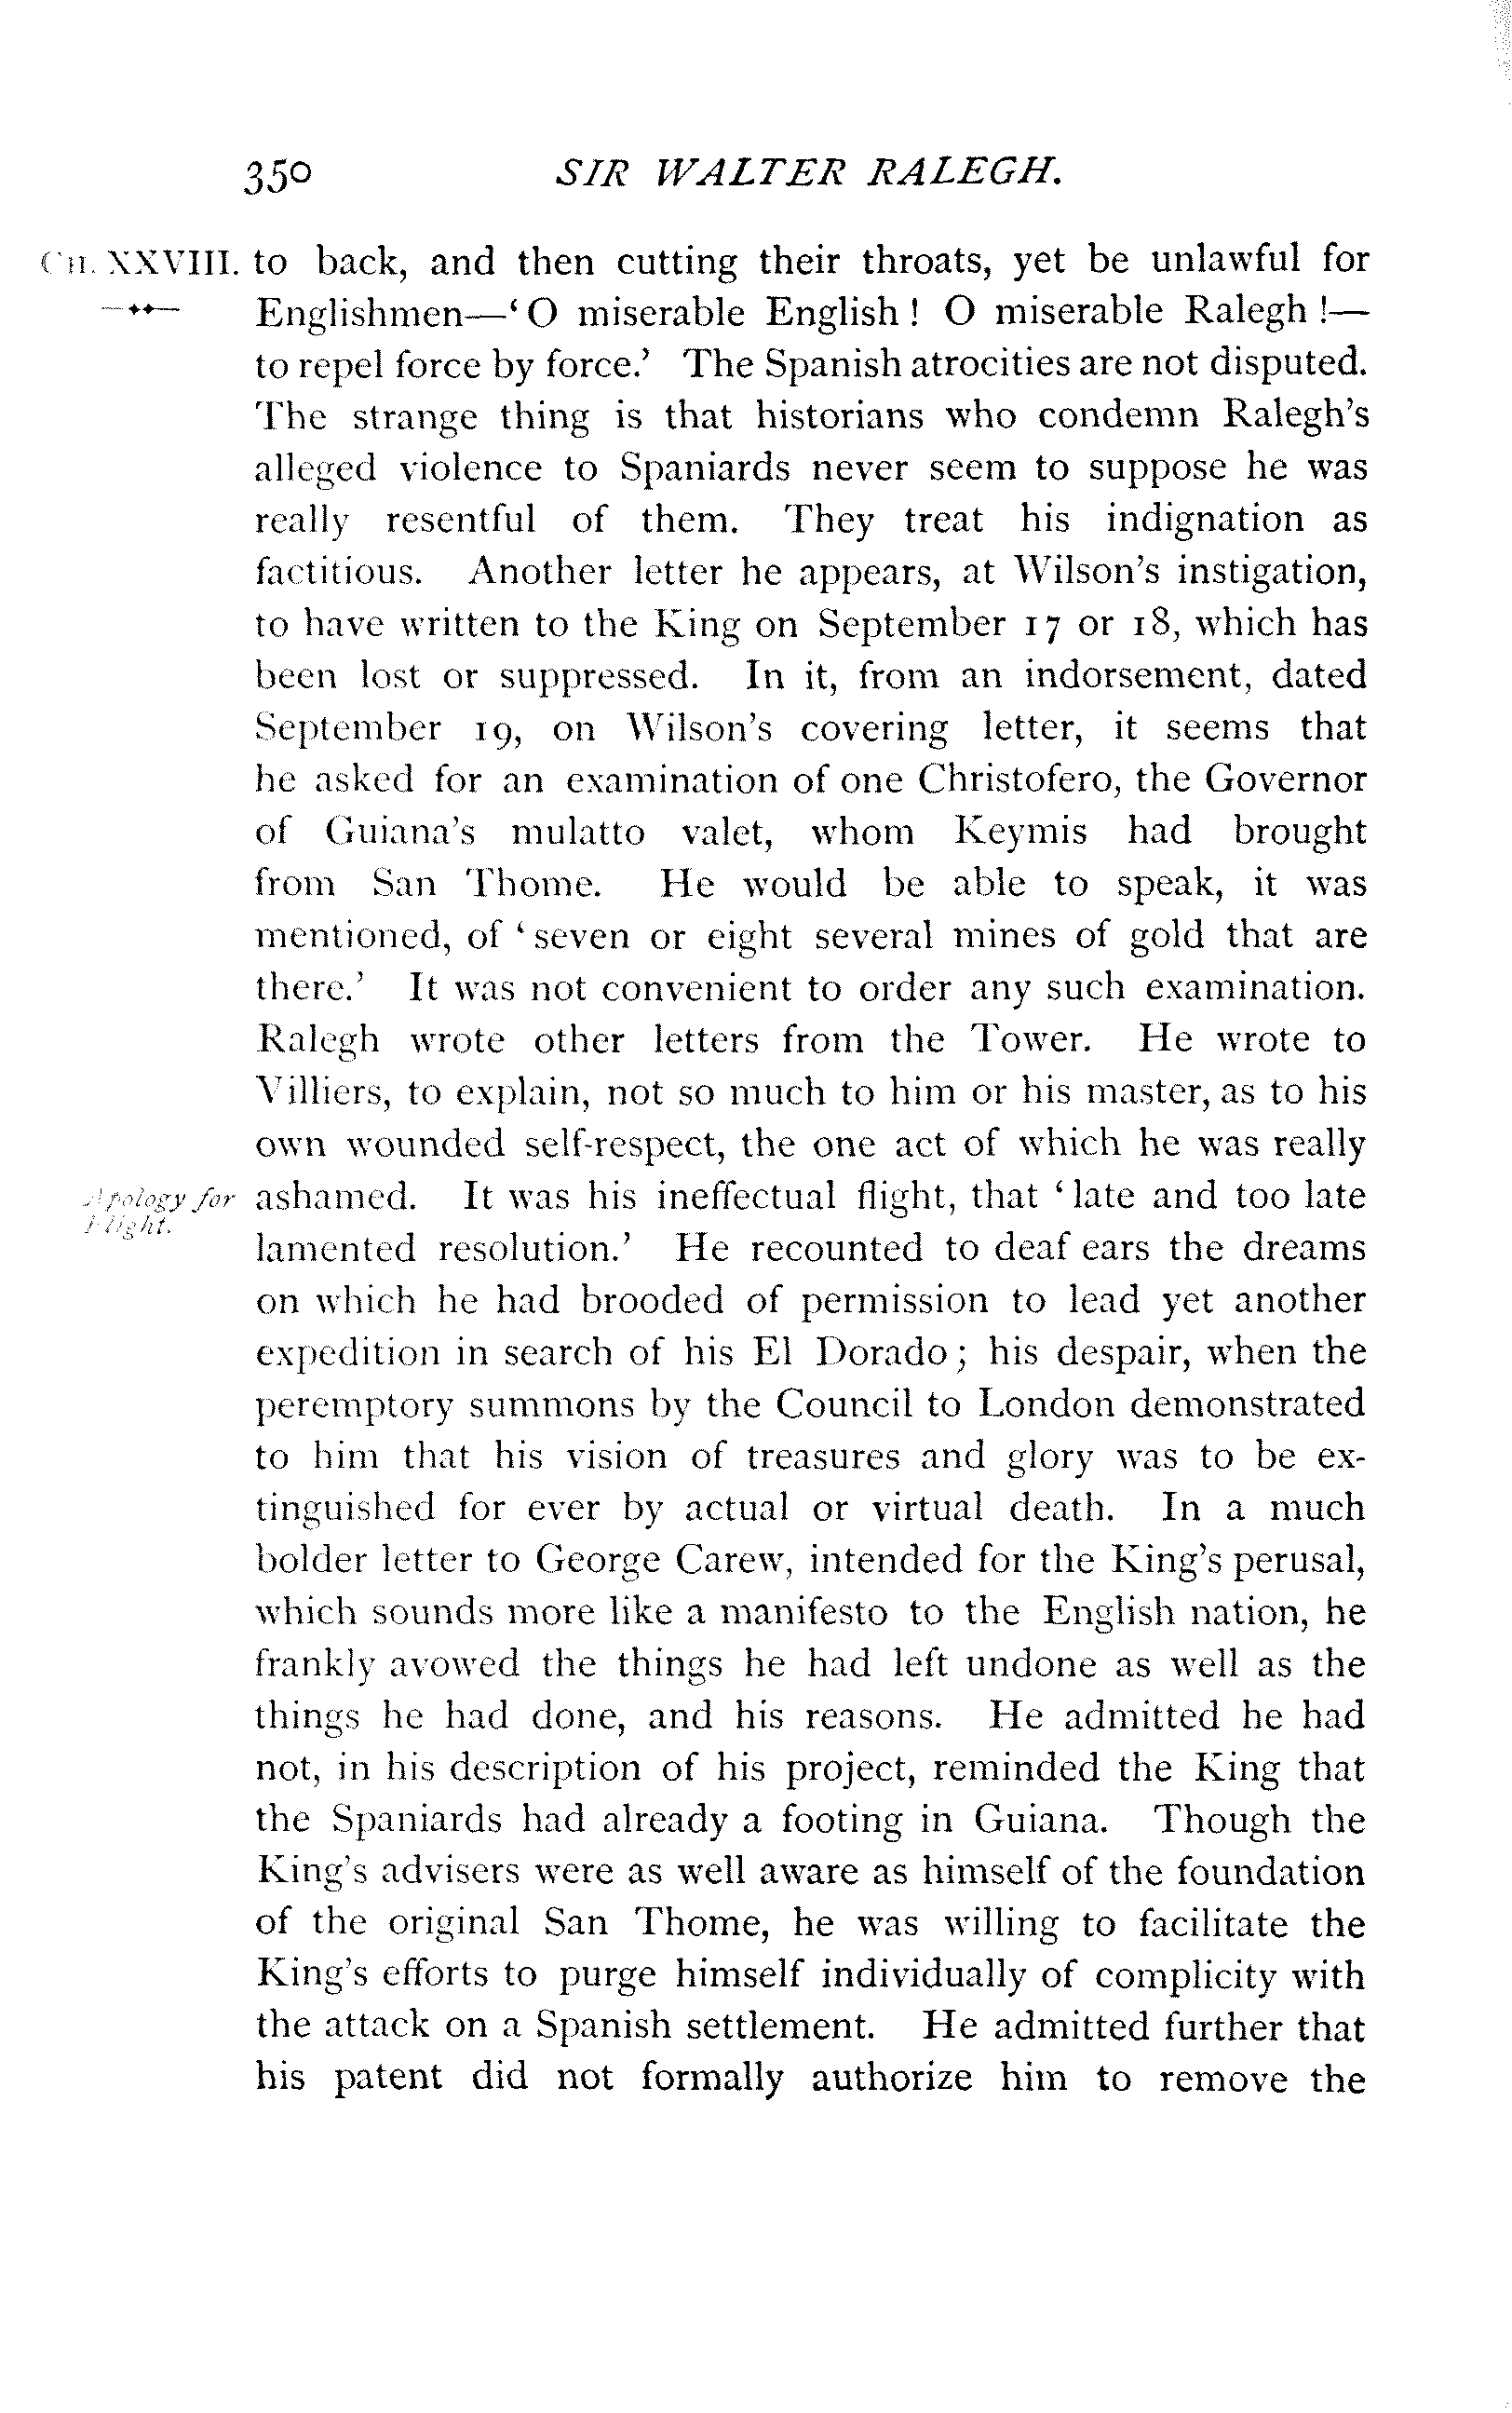 350 SIR WALTER RALEGH.
CH. XXVIII. to back, and then cutting their throats, yet be unlawful for
Englishmen—‘O miserable English! O miserable Ralegh!—
to repel force by force.’ The Spanish atrocities are not disputed.
The strange thing is that historians who condemn Ralegh's
alleged violence to Spaniards never seem to suppose he was
really resentful of them. They treat his indignation as
factitious. Another letter he appears, at Wilson's instigation,
to have written to the King on September 17 or 18, which has
been lost or suppressed. In it, from an indorsement, dated
September 19, on Wilson's covering letter, it seems that
he asked for an examination of one Christofero, the Governor
of Guiana's mulatto valet, whom Keymis had brought
from San Thome. He would be able to speak, it was
mentioned, of ‘seven or eight several mines of gold that are
there.’ It was not convenient to order any such examination.
Ralegh wrote other letters from the Tower. He wrote to
Villiers, to explain, not so much to him or his master, as to his
own wounded self-respect, the one act of which he was really
Apology for
Flight.
ashamed. It was his ineffectual flight, that ‘late and too late
lamented resolution.’ He recounted to deaf ears the dreams
on which he had brooded of permission to lead yet another
expedition in search of his El Dorado; his despair, when the
peremptory summons by the Council to London demonstrated
to him that his vision of treasures and glory was to be ex-
tinguished for ever by actual or virtual death. In a much
bolder letter to George Carew, intended for the King's perusal,
which sounds more like a manifesto to the English nation, he
frankly avowed the things he had left undone as well as the
things he had done, and his reasons. He admitted he had
not, in his description of his project, reminded the King that
the Spaniards had already a footing in Guiana. Though the
King's advisers were as well aware as himself of the foundation
of the original San Thome, he was willing to facilitate the
King's efforts to purge himself individually of complicity with
the attack on a Spanish settlement. He admitted further that
his patent did not formally authorize him to remove the